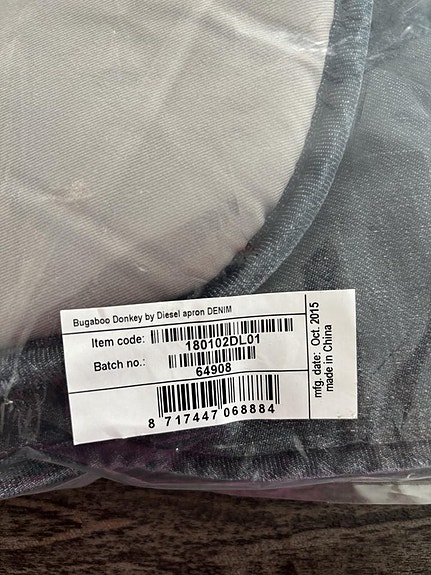 Bugaboo Donkey by Diesel apron DENIM
Item code:
180102DL01
Batch no.:
64908
8 717447 068884
mfg. date: Oct. 2015
made in China